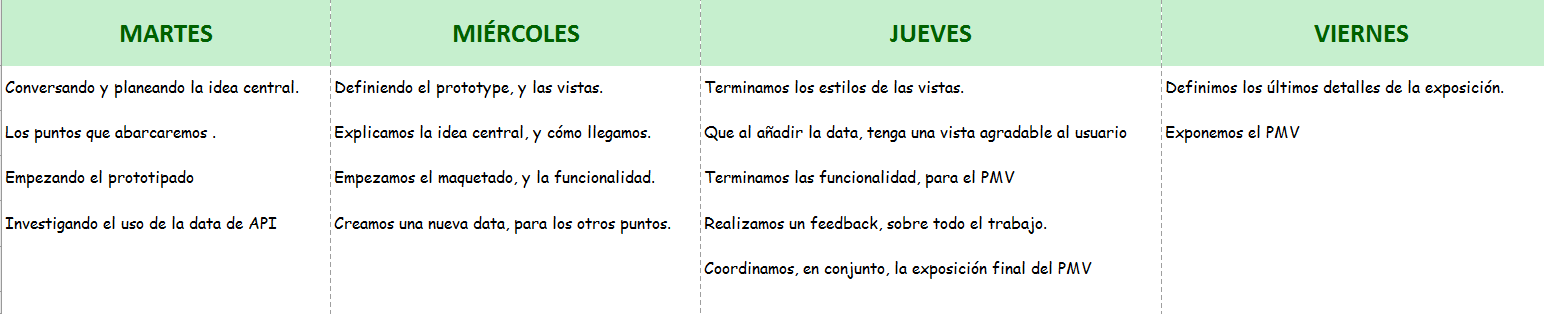 MARTES
MIÉRCOLES
JUEVES
VIERNES
Conversando y planeando la idea central.
Definiendo el prototype, y las vistas.
Terminamos los estilos de las vistas.
Definimos los últimos detalles de la exposición.
Los puntos que abarcaremos .
Explicamos la idea central, y cómo llegamos.
Que al añadir la data, tenga una vista agradable al usuario
Exponemos el PMV
Empezando el prototipado
Empezamos el maquetado, y la funcionalidad.
Terminamos las funcionalidad, para el PMV
Investigando el uso de la data de API
Creamos una nueva data, para los otros puntos.
Realizamos un feedback, sobre todo el trabajo.
Coordinamos, en conjunto, la exposición final del PMV